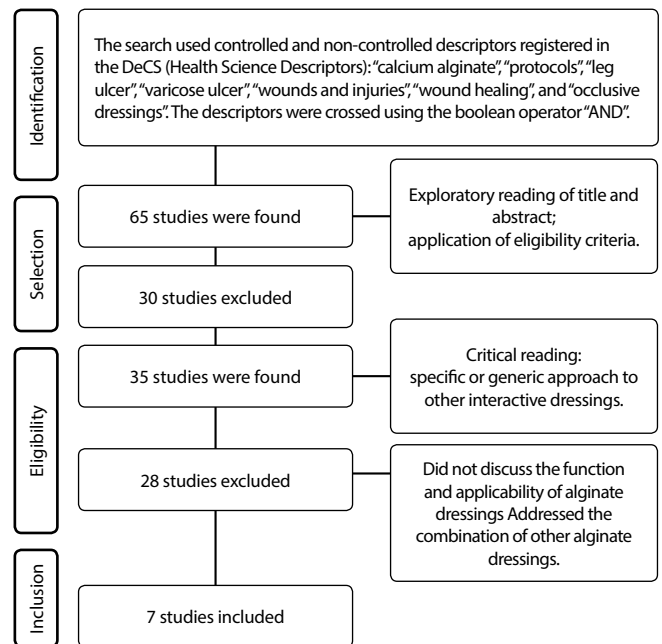 Identification
The search used controlled and non-controlled descriptors registered in
the DeCS (Health Science Descriptors): “calcium alginate”, “protocols”, “leg
ulcer”, “varicose ulcer”, “wounds and injuries”, “wound healing”, and “occlusive
dressings”. The descriptors were crossed using the boolean operator “AND”.
Selection
65 studies were found
Exploratory reading of title and
abstract;
application of eligibility criteria.
30 studies excluded
Eligibility
35 studies were found
Critical reading:
specific or generic approach to
other interactive dressings.
28 studies excluded
Did not discuss the function
and applicability of alginate
dressings Addressed the
combination of other alginate
dressings.
Inclusion
7 studies included